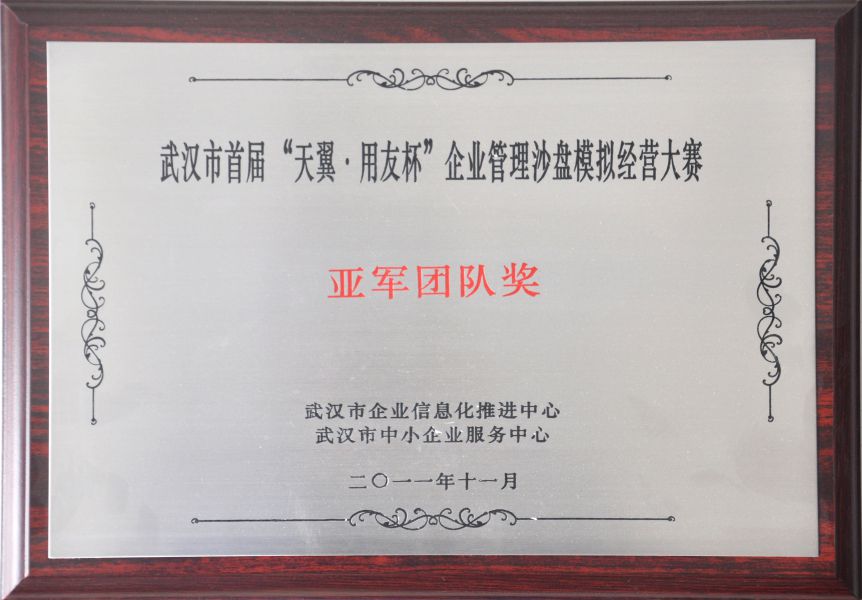 武汉市首届“天翼·用友杯”企业管理沙盘模拟经营大赛
亚军团队奖
武汉市企业信息化推进中心
武汉市中小企业服务中心
二〇一一年十一月